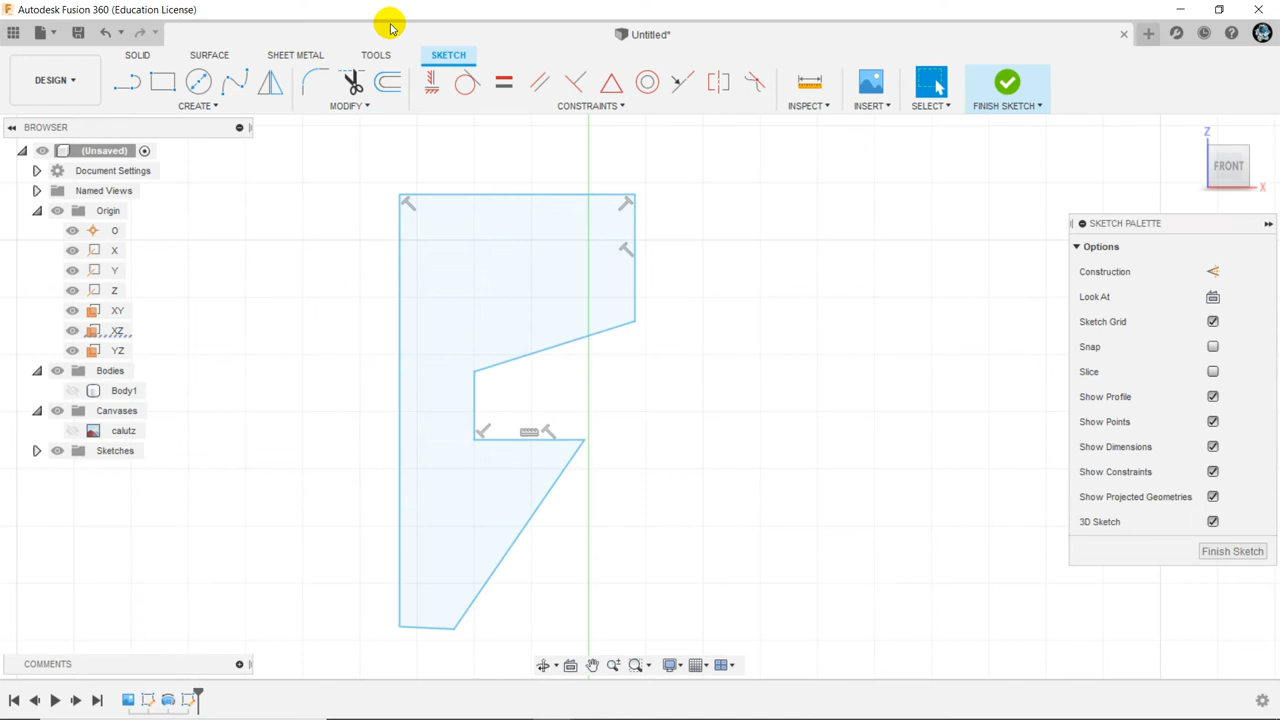 Autodesk Fusion 360 (Education License)
Untitled*
SOLID SURFACE SHEET METAL TOOLS SKETCH
DESIGN
CREATE MODIFY CONSTRAINTS INSPECT INSERT SELECT FINISH SKETCH
BROWSER
(Unsaved)
Document Settings
Named Views
Origin
O
X
Y
Z
XY
XZ
YZ
Bodies
Body1
Canvases
calutz
Sketches
Z
FRONT
X
SKETCH PALETTE
Options
Construction
Look At
Sketch Grid
Snap
Slice
Show Profile
Show Points
Show Dimensions
Show Constraints
Show Projected Geometries
3D Sketch
Finish Sketch
COMMENTS